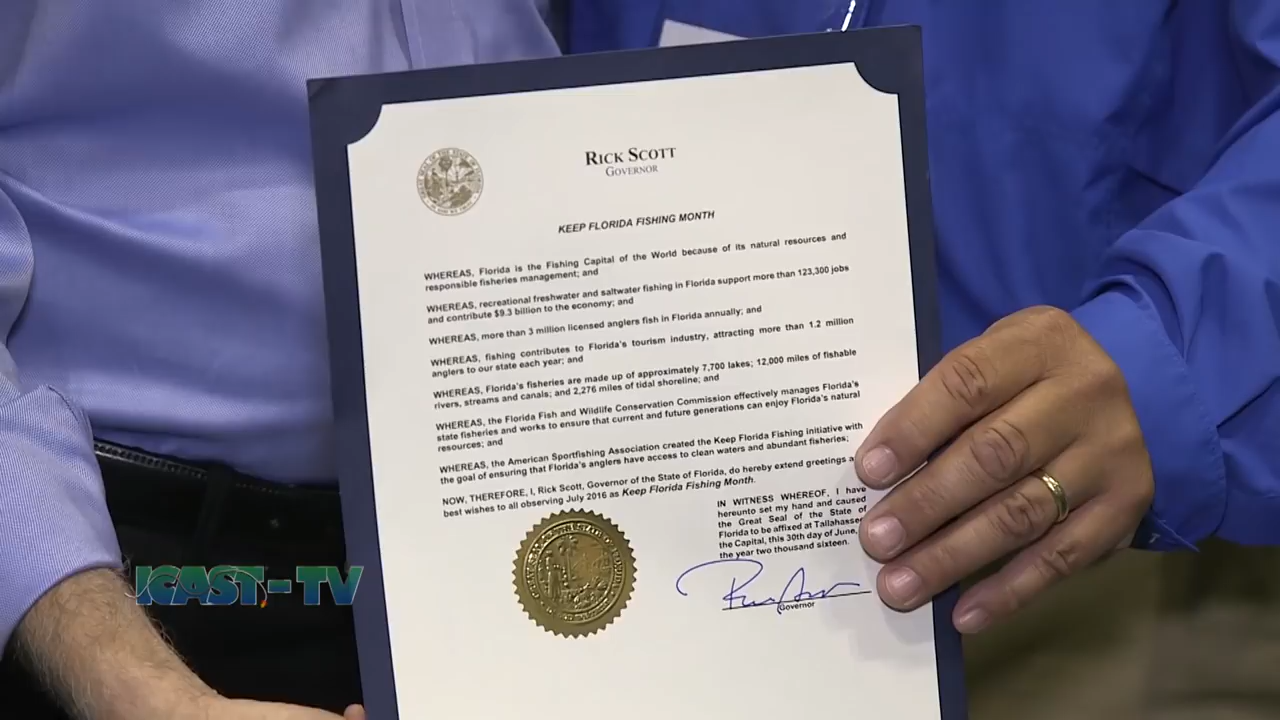 RICK SCOTT
GOVERNOR
KEEP FLORIDA FISHING MONTH
WHEREAS, Florida is the Fishing Capital of the World because of its natural resources and
responsible fisheries management; and
WHEREAS, recreational freshwater and saltwater fishing in Florida support more than 123,300 jobs
and contribute $9.3 billion to the economy; and
WHEREAS, more than 3 million licensed anglers fish in Florida annually; and
WHEREAS, fishing contributes to Florida's tourism industry, attracting more than 1.2 million
anglers to our state each year; and
WHEREAS, Florida's fisheries are made up of approximately 7,700 lakes; 12,000 miles of fishable
rivers, streams and canals; and 2,276 miles of tidal shoreline; and
WHEREAS, the Florida Fish and Wildlife Conservation Commission effectively manages Florida's
state fisheries and works to ensure that current and future generations can enjoy Florida's natural
resources; and
WHEREAS, the American Sportfishing Association created the Keep Florida Fishing initiative with
the goal of ensuring that Florida's anglers have access to clean waters and abundant fisheries;
NOW, THEREFORE, I, Rick Scott, Governor of the State of Florida, do hereby extend greetings a
best wishes to all observing July 2016 as Keep Florida Fishing Month.
IN WITNESS WHEREOF, I have
hereunto set my hand and caused
the Great Seal of the State of
Florida to be affixed at Tallahassee
the Capital, this 30th day of June,
the year two thousand sixteen.
Governor
ICAST-TV